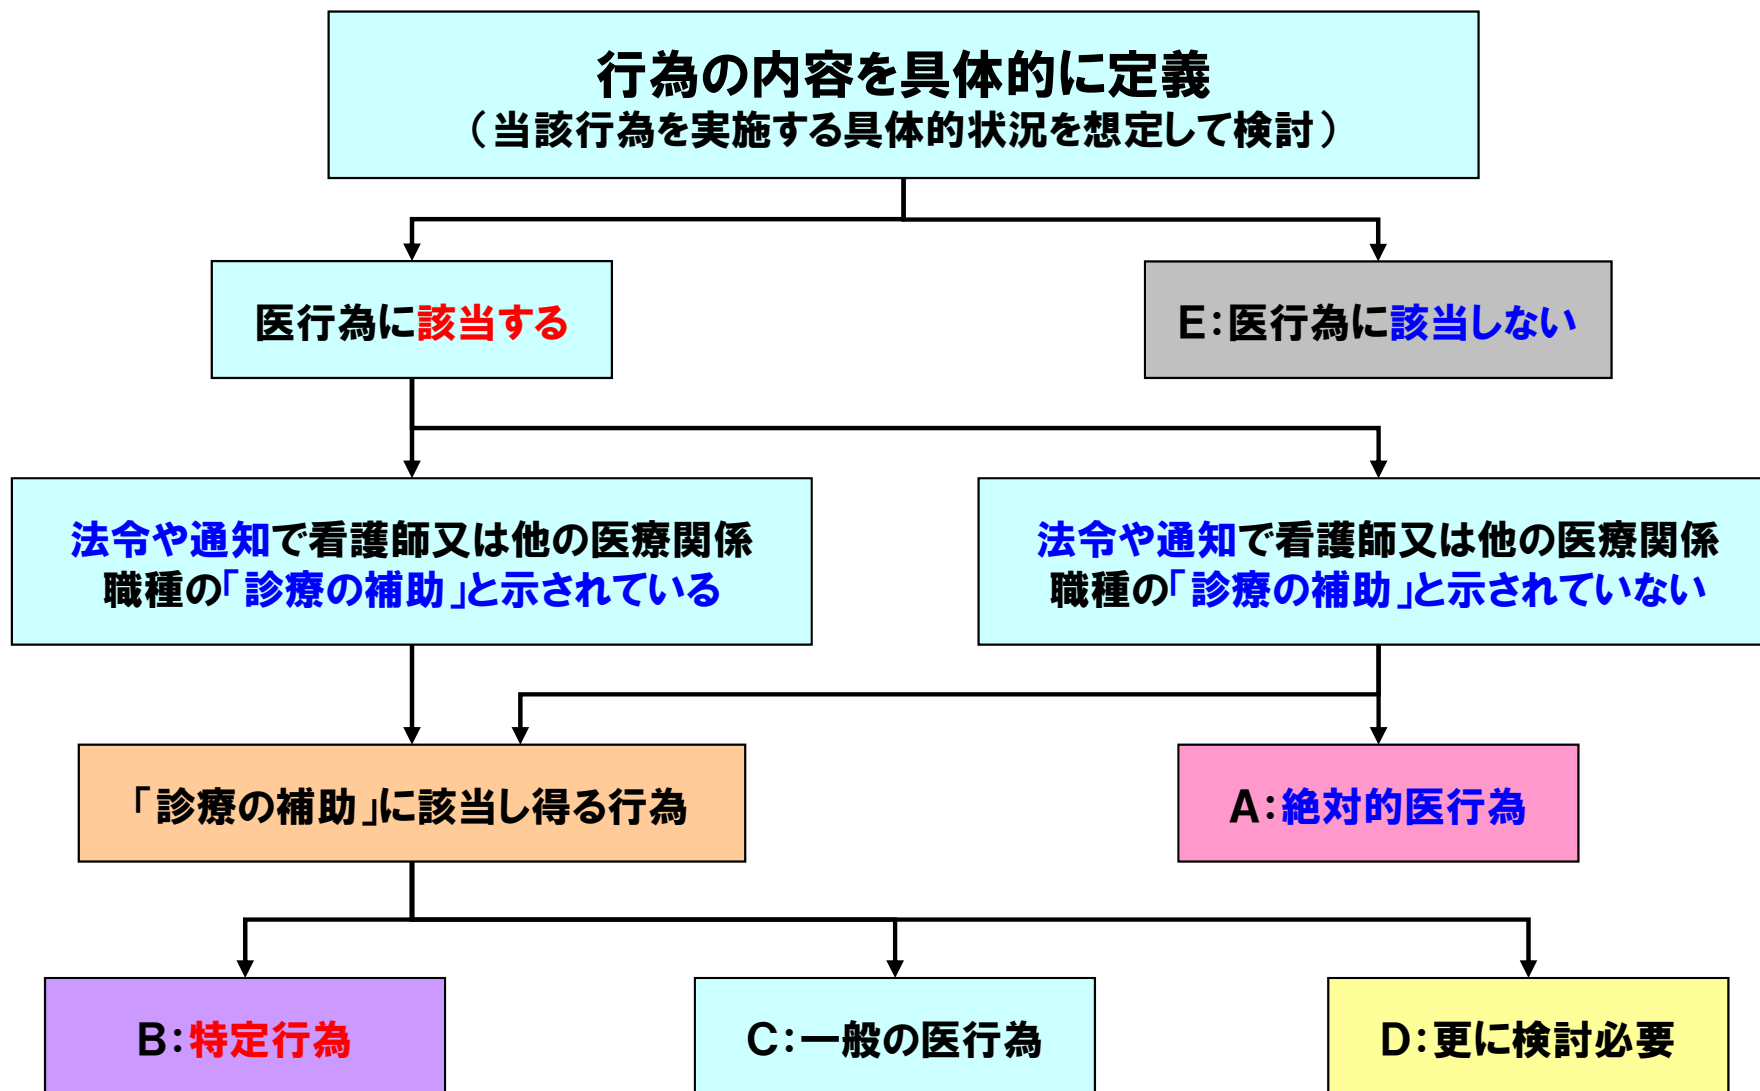 行為の内容を具体的に定義
（当該行為を実施する具体的状況を想定して検討）
医行為に該当する
E：医行為に該当しない
法令や通知で看護師又は他の医療関係
職種の「診療の補助」と示されている
法令や通知で看護師又は他の医療関係
職種の「診療の補助」と示されていない
「診療の補助」に該当し得る行為
A：絶対的医行為
B：特定行為
C：一般の医行為
D：更に検討必要